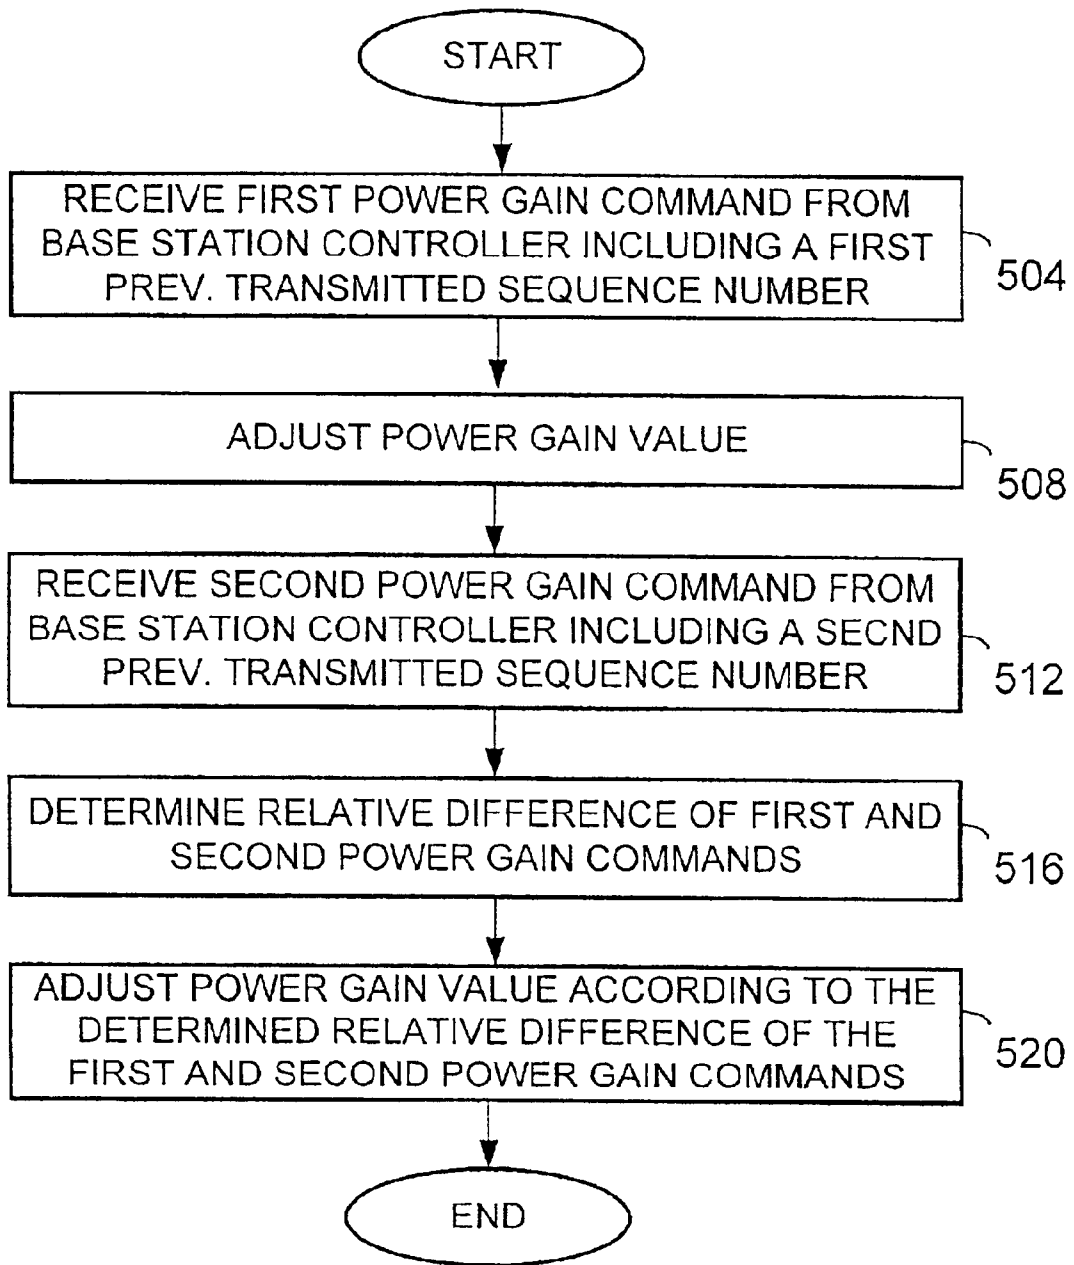 START
RECEIVE FIRST POWER GAIN COMMAND FROM
BASE STATION CONTROLLER INCLUDING A FIRST
PREV. TRANSMITTED SEQUENCE NUMBER
504
ADJUST POWER GAIN VALUE
508
RECEIVE SECOND POWER GAIN COMMAND FROM
BASE STATION CONTROLLER INCLUDING A SECND
PREV. TRANSMITTED SEQUENCE NUMBER
512
DETERMINE RELATIVE DIFFERENCE OF FIRST AND
SECOND POWER GAIN COMMANDS
516
ADJUST POWER GAIN VALUE ACCORDING TO THE
DETERMINED RELATIVE DIFFERENCE OF THE
FIRST AND SECOND POWER GAIN COMMANDS
520
END